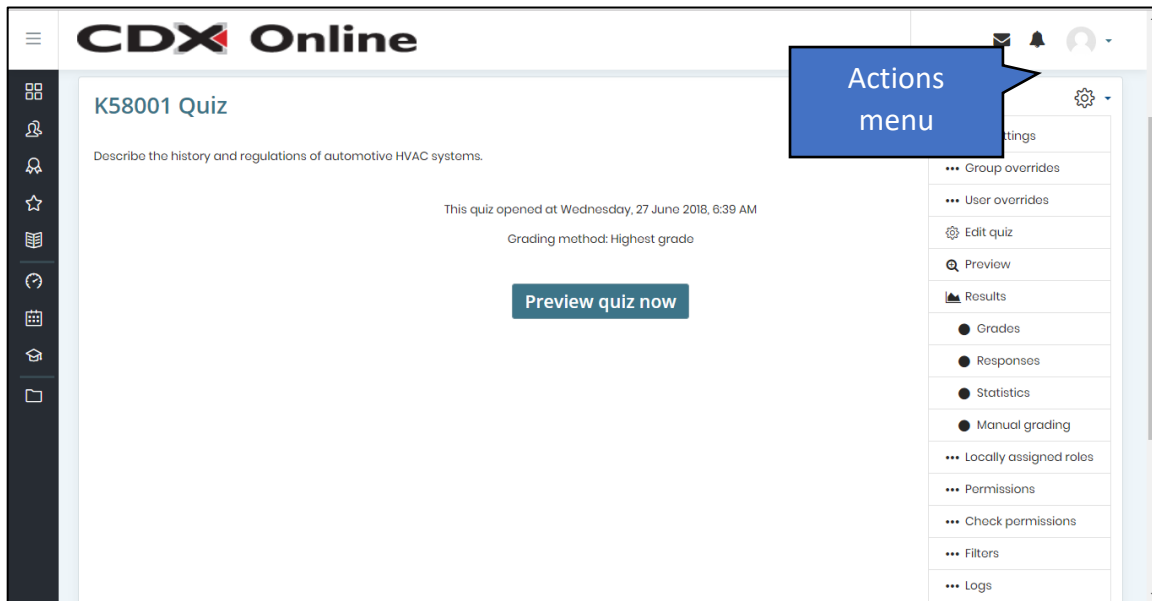 CDX Online
Actions
menu
K58001 Quiz
Describe the history and regulations of automotive HVAC systems.
This quiz opened at Wednesday, 27 June 2018, 6:39 AM
Grading method: Highest grade
Preview quiz now
Group overrides
User overrides
Edit quiz
Preview
Results
Grades
Responses
Statistics
Manual grading
Locally assigned roles
Permissions
Check permissions
Filters
Logs